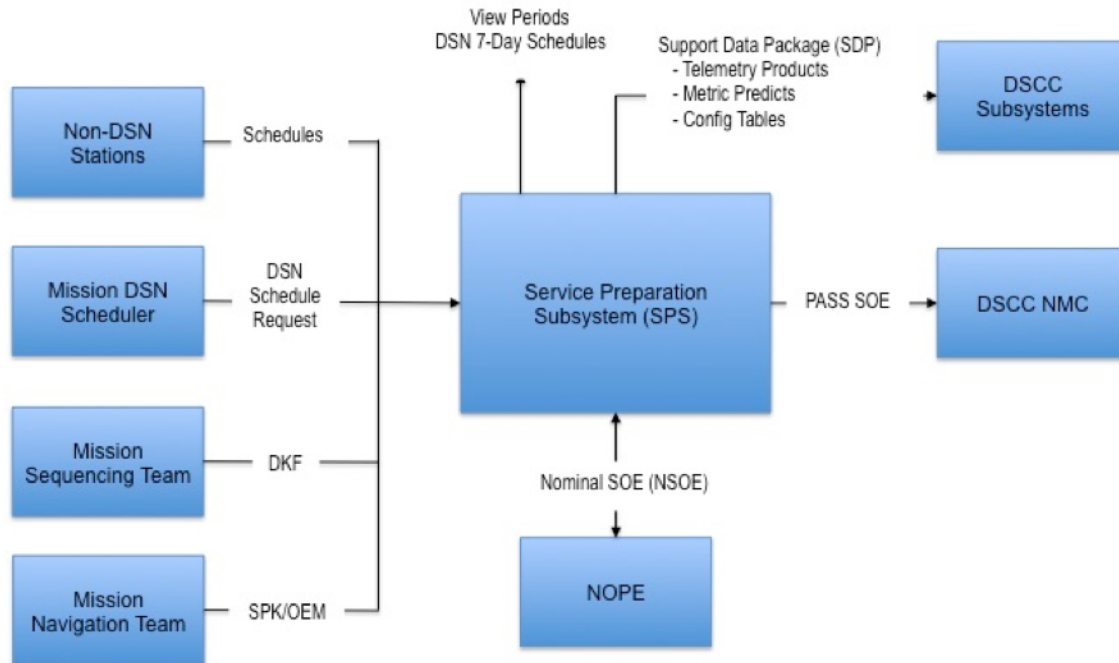 View Periods
DSN 7-Day Schedules
Support Data Package (SDP)
- Telemetry Products
- Metric Predicts
- Config Tables
DSCC
Subsystems
Non-DSN
Stations
Schedules
Mission DSN
Scheduler
DSN
Schedule
Request
Service Preparation
Subsystem (SPS)
PASS SOE
DSCC NMC
Mission
Sequencing Team
DKF
Nominal SOE (NSOE)
Mission
Navigation Team
SPK/OEM
NOPE